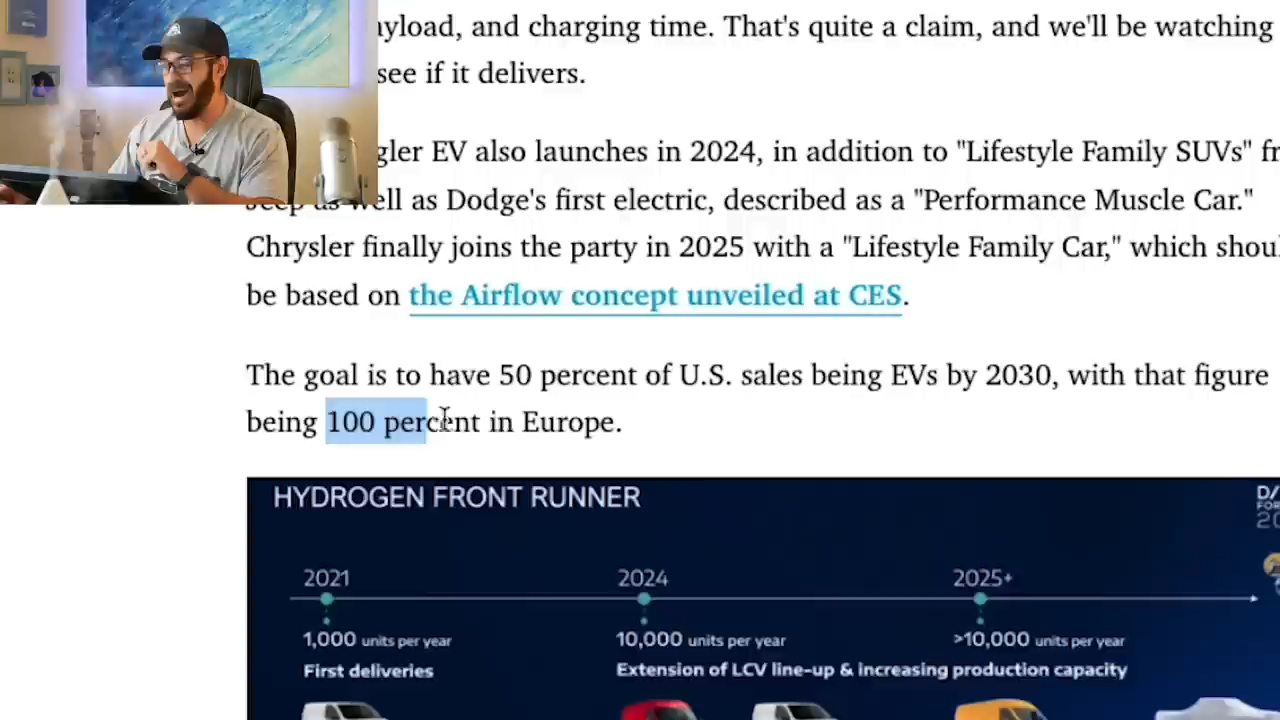 payload, and charging time. That's quite a claim, and we'll be watching
see if it delivers.
EV also launches in 2024, in addition to "Lifestyle Family SUVs"
Jeep as well as Dodge's first electric, described as a "Performance Muscle Car."
Chrysler finally joins the party in 2025 with a "Lifestyle Family Car," which
be based on the Airflow concept unveiled at CES.
The goal is to have 50 percent of U.S. sales being EVs by 2030, with that figure
being 100 percent in Europe.
HYDROGEN FRONT RUNNER
2021
2024
2025+
1,000 units per year
10,000 units per year
>10,000 units per year
First deliveries
Extension of LCV line-up & increasing production capacity